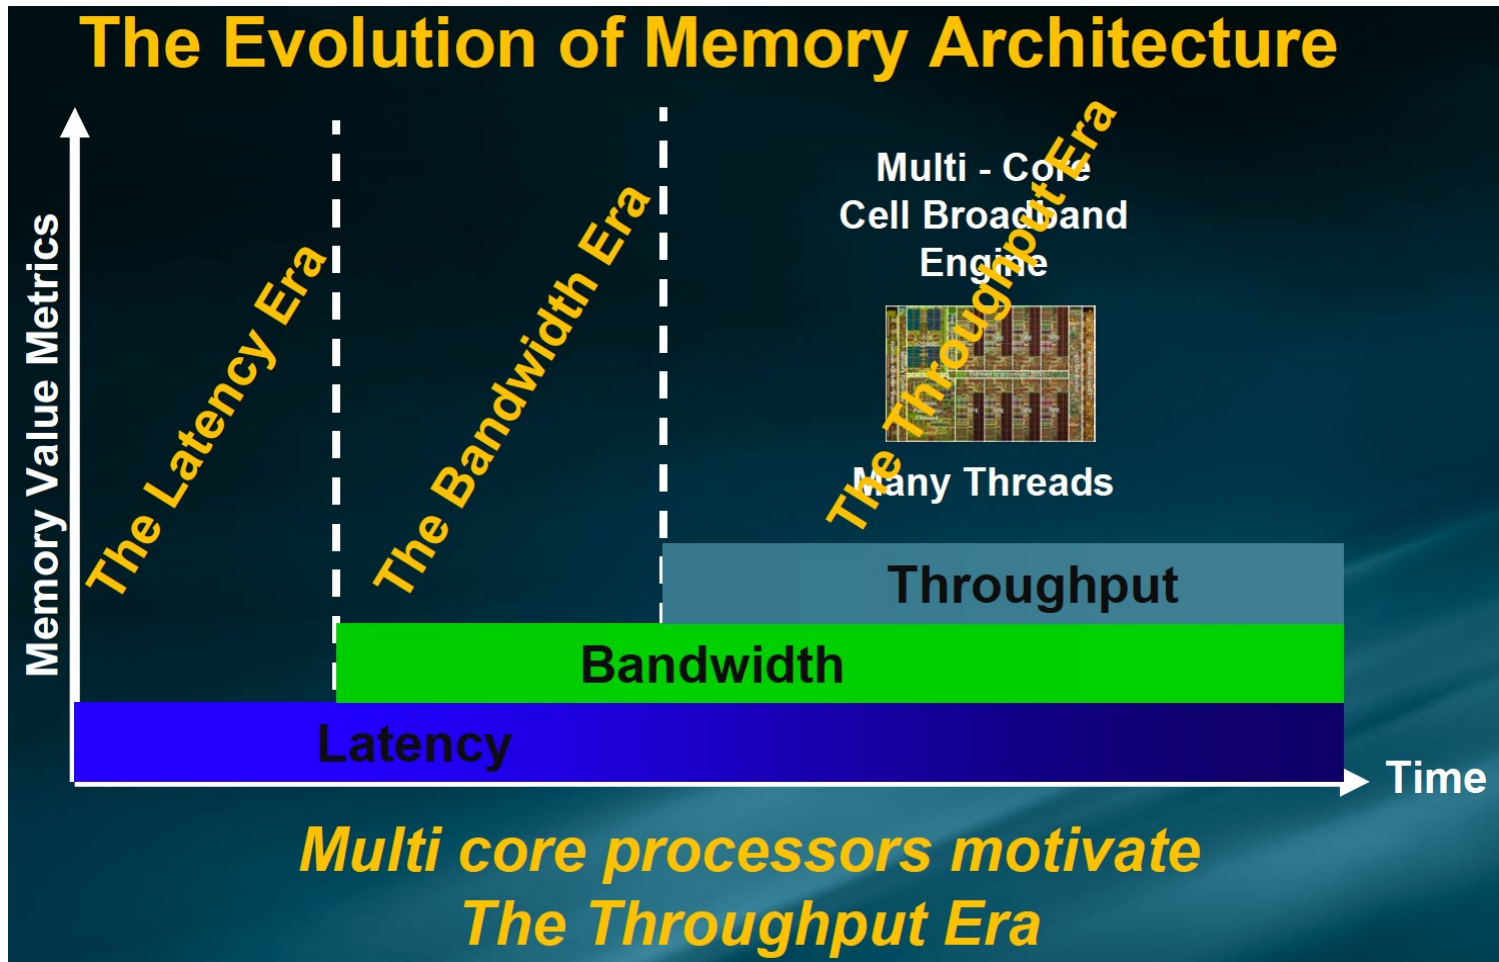 The Evolution of Memory Architecture
Memory Value Metrics
The Latency Era
The Bandwidth Era
The Throughput Era
Multi - Core
Cell Broadband
Engine
Many Threads
Throughput
Bandwidth
Latency
Time
Multi core processors motivate
The Throughput Era